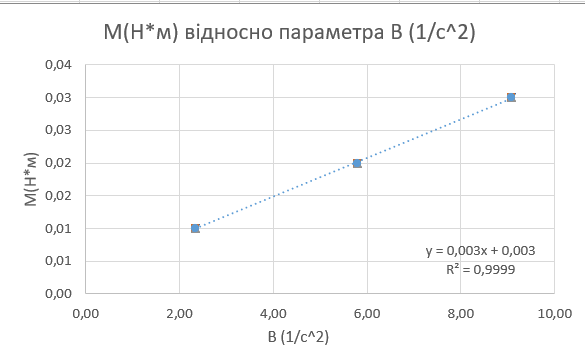 М(Н*м) відносно параметра В (1/с^2)
0,04
0,03
0,03
0,02
0,02
0,01
0,01
0,00
М(Н*м)
y = 0,003x + 0,003
R² = 0,9999
0,00 2,00 4,00 6,00 8,00 10,00
В (1/с^2)